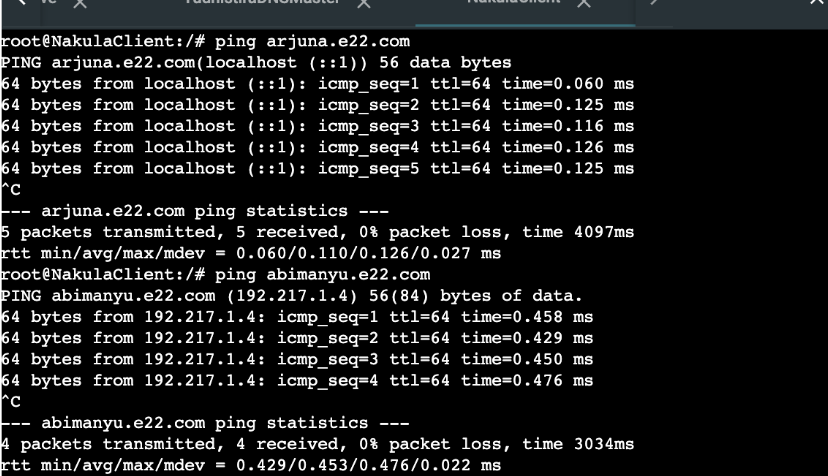 NakulaClient
root@NakulaClient:/# ping arjuna.e22.com
PING arjuna.e22.com(localhost (::1)) 56 data bytes
64 bytes from localhost (::1): icmp_seq=1 ttl=64 time=0.060 ms
64 bytes from localhost (::1): icmp_seq=2 ttl=64 time=0.125 ms
64 bytes from localhost (::1): icmp_seq=3 ttl=64 time=0.116 ms
64 bytes from localhost (::1): icmp_seq=4 ttl=64 time=0.126 ms
64 bytes from localhost (::1): icmp_seq=5 ttl=64 time=0.125 ms
^C
--- arjuna.e22.com ping statistics ---
5 packets transmitted, 5 received, 0% packet loss, time 4097ms
rtt min/avg/max/mdev = 0.060/0.110/0.126/0.027 ms
root@NakulaClient:/# ping abimanyu.e22.com
PING abimanyu.e22.com (192.217.1.4) 56(84) bytes of data.
64 bytes from 192.217.1.4: icmp_seq=1 ttl=64 time=0.458 ms
64 bytes from 192.217.1.4: icmp_seq=2 ttl=64 time=0.429 ms
64 bytes from 192.217.1.4: icmp_seq=3 ttl=64 time=0.450 ms
64 bytes from 192.217.1.4: icmp_seq=4 ttl=64 time=0.476 ms
^C
--- abimanyu.e22.com ping statistics ---
4 packets transmitted, 4 received, 0% packet loss, time 3034ms
rtt min/avg/max/mdev = 0.429/0.453/0.476/0.022 ms